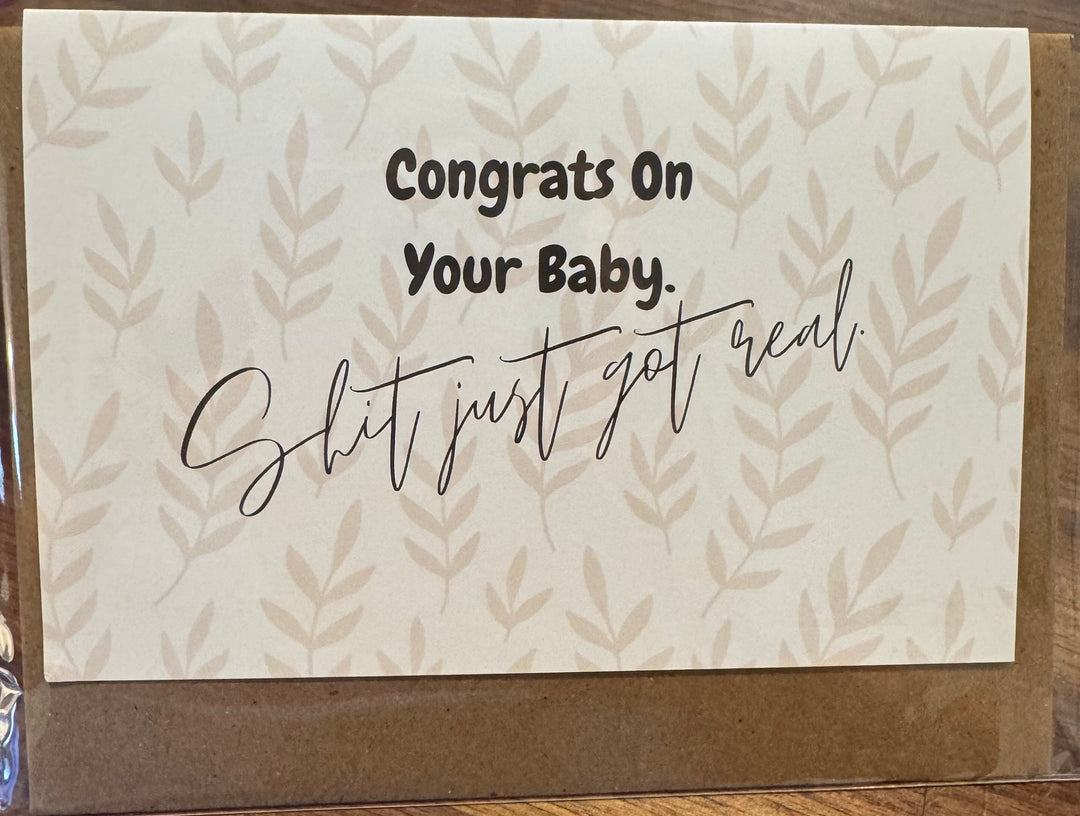 Congrats On
Your Baby.
Shit just got real.